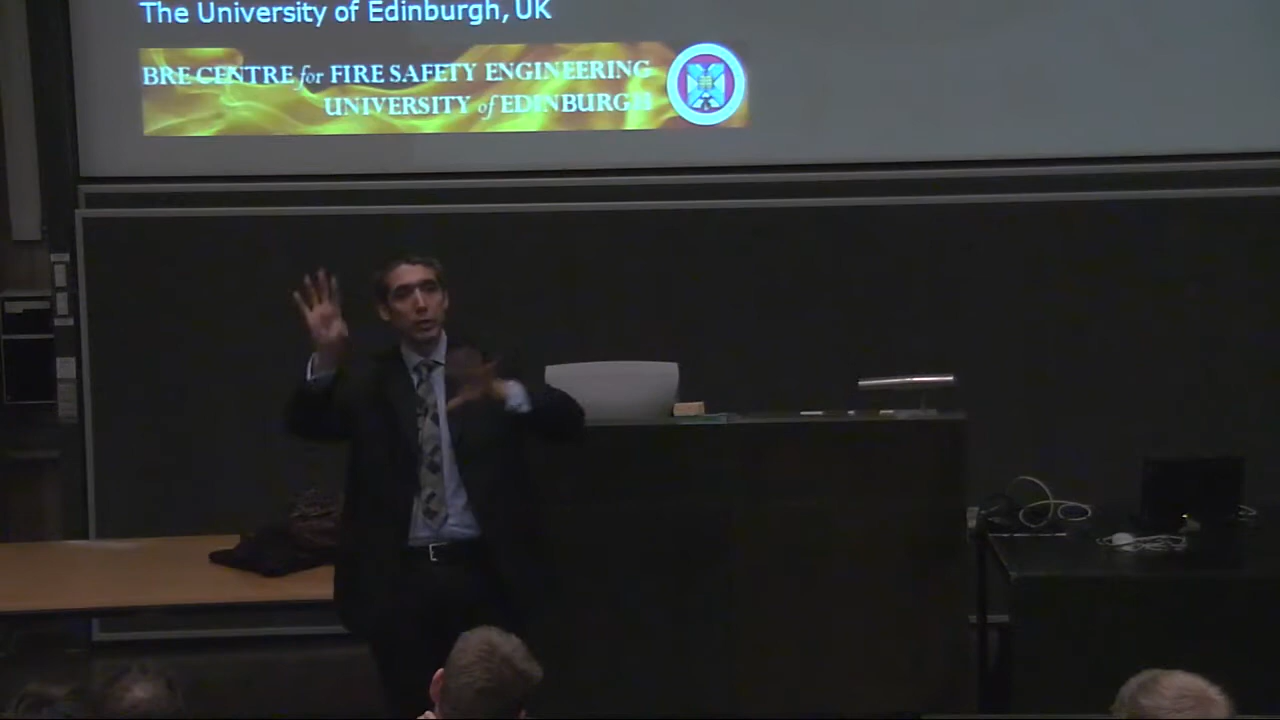 The University of Edinburgh, UK
BRE CENTRE for FIRE SAFETY ENGINEERING
UNIVERSITY of EDINBURGH